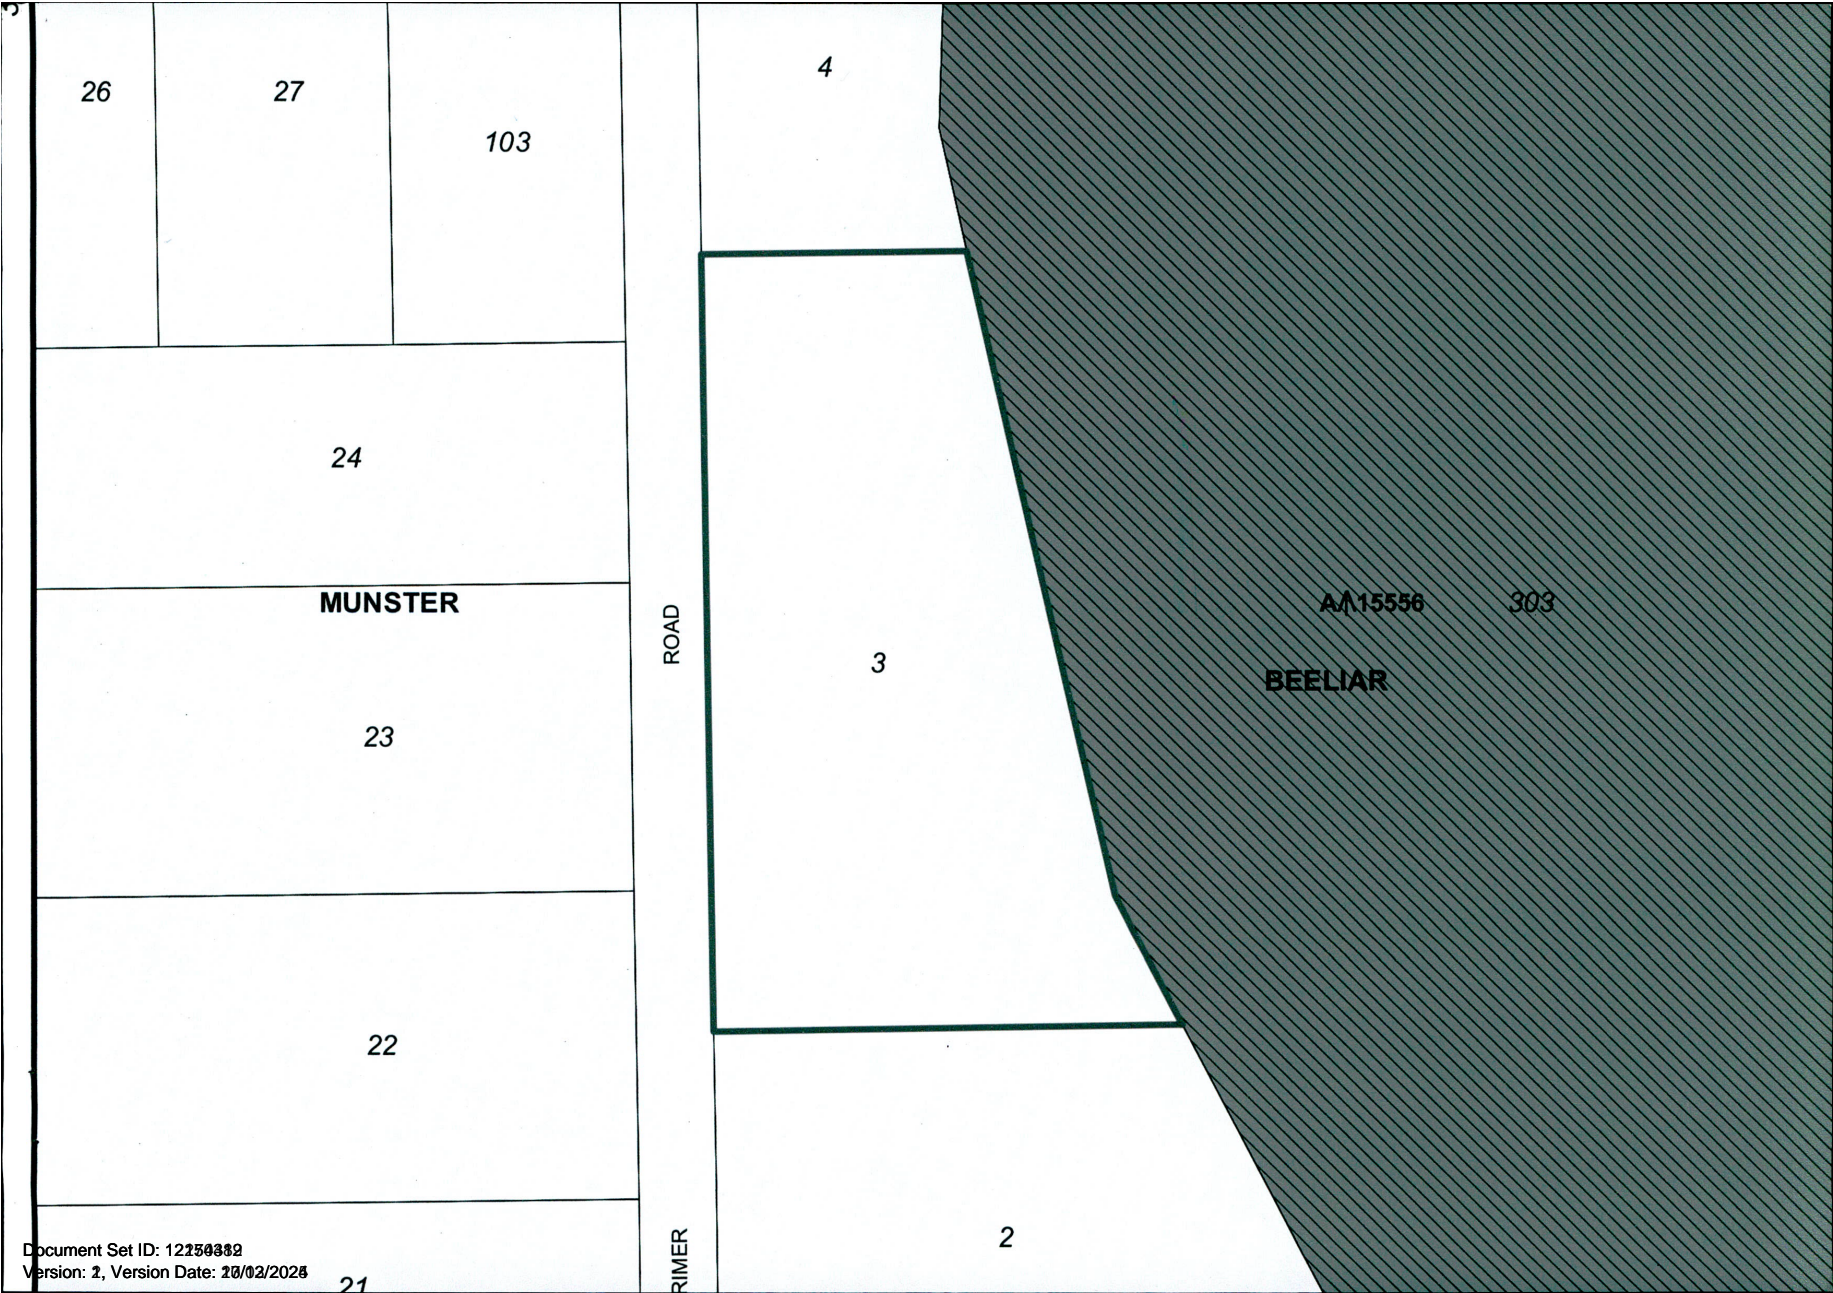 4
26
27
103
24
MUNSTER
ROAD
15556
303
3
BEELIAR
23
22
2
RIMER
Document Set ID:
Version: , Version Date:
21